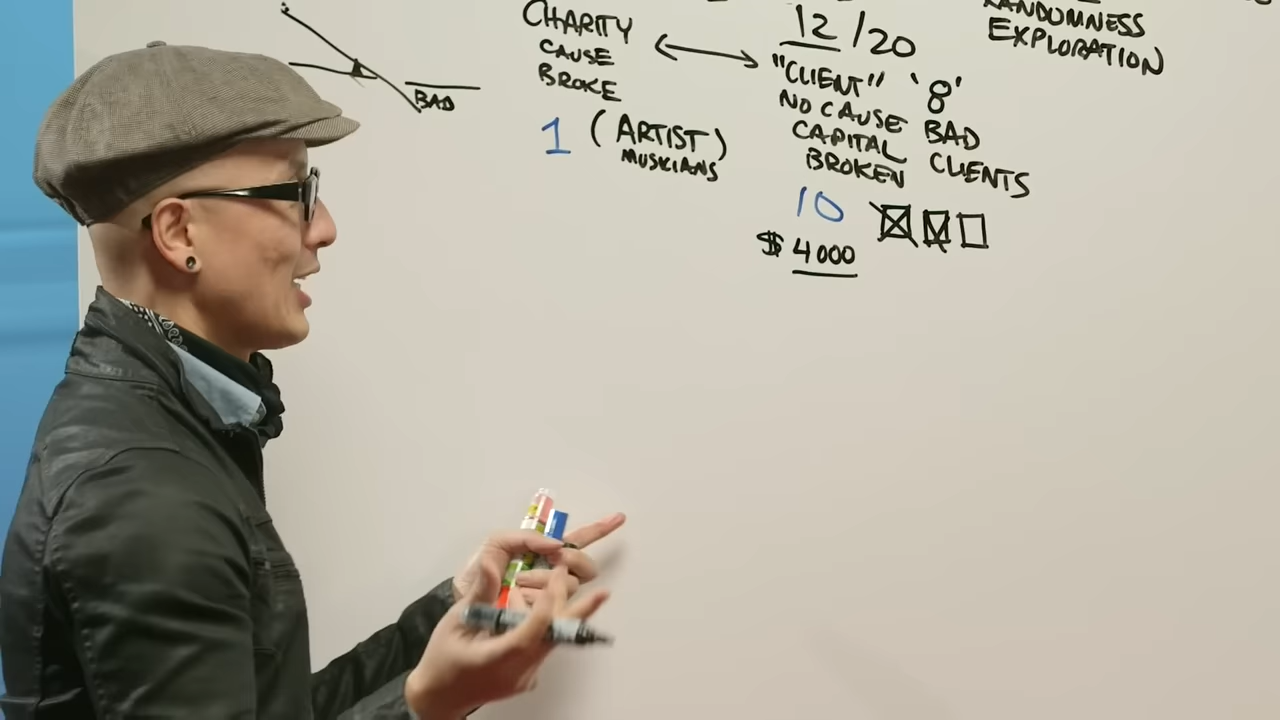 BAD
CHARITY
CAUSE
BROKE
1 (ARTIST)
MUSKIANS
12/20
"CLIENT" '8'
NO CAUSE BAD
CAPITAL CLIENTS
BROKEN
10
$4000
RANDOMNESS
EXPLORATION